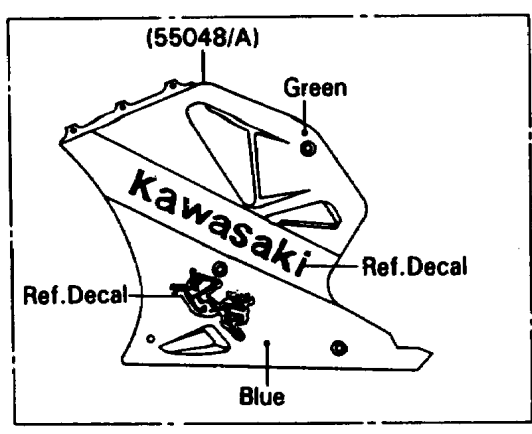 (55048/A)
Green
Kawasaki
Ref.Decal
Ref.Decal
Blue